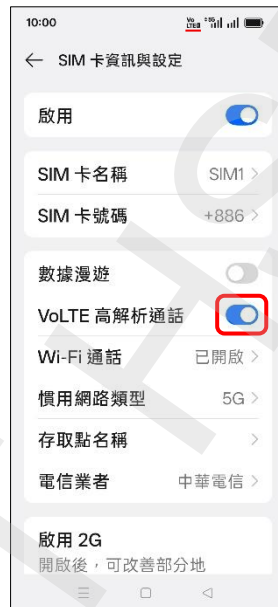 10:00
VoLTE 5G
SIM 卡資訊與設定
啟用
SIM 卡名稱 SIM1
SIM 卡號碼 +886
數據漫遊
VoLTE 高解析通話
Wi-Fi 通話 已開啟
慣用網路類型 5G
存取點名稱
電信業者 中華電信
啟用 2G
開啟後，可改善部分地